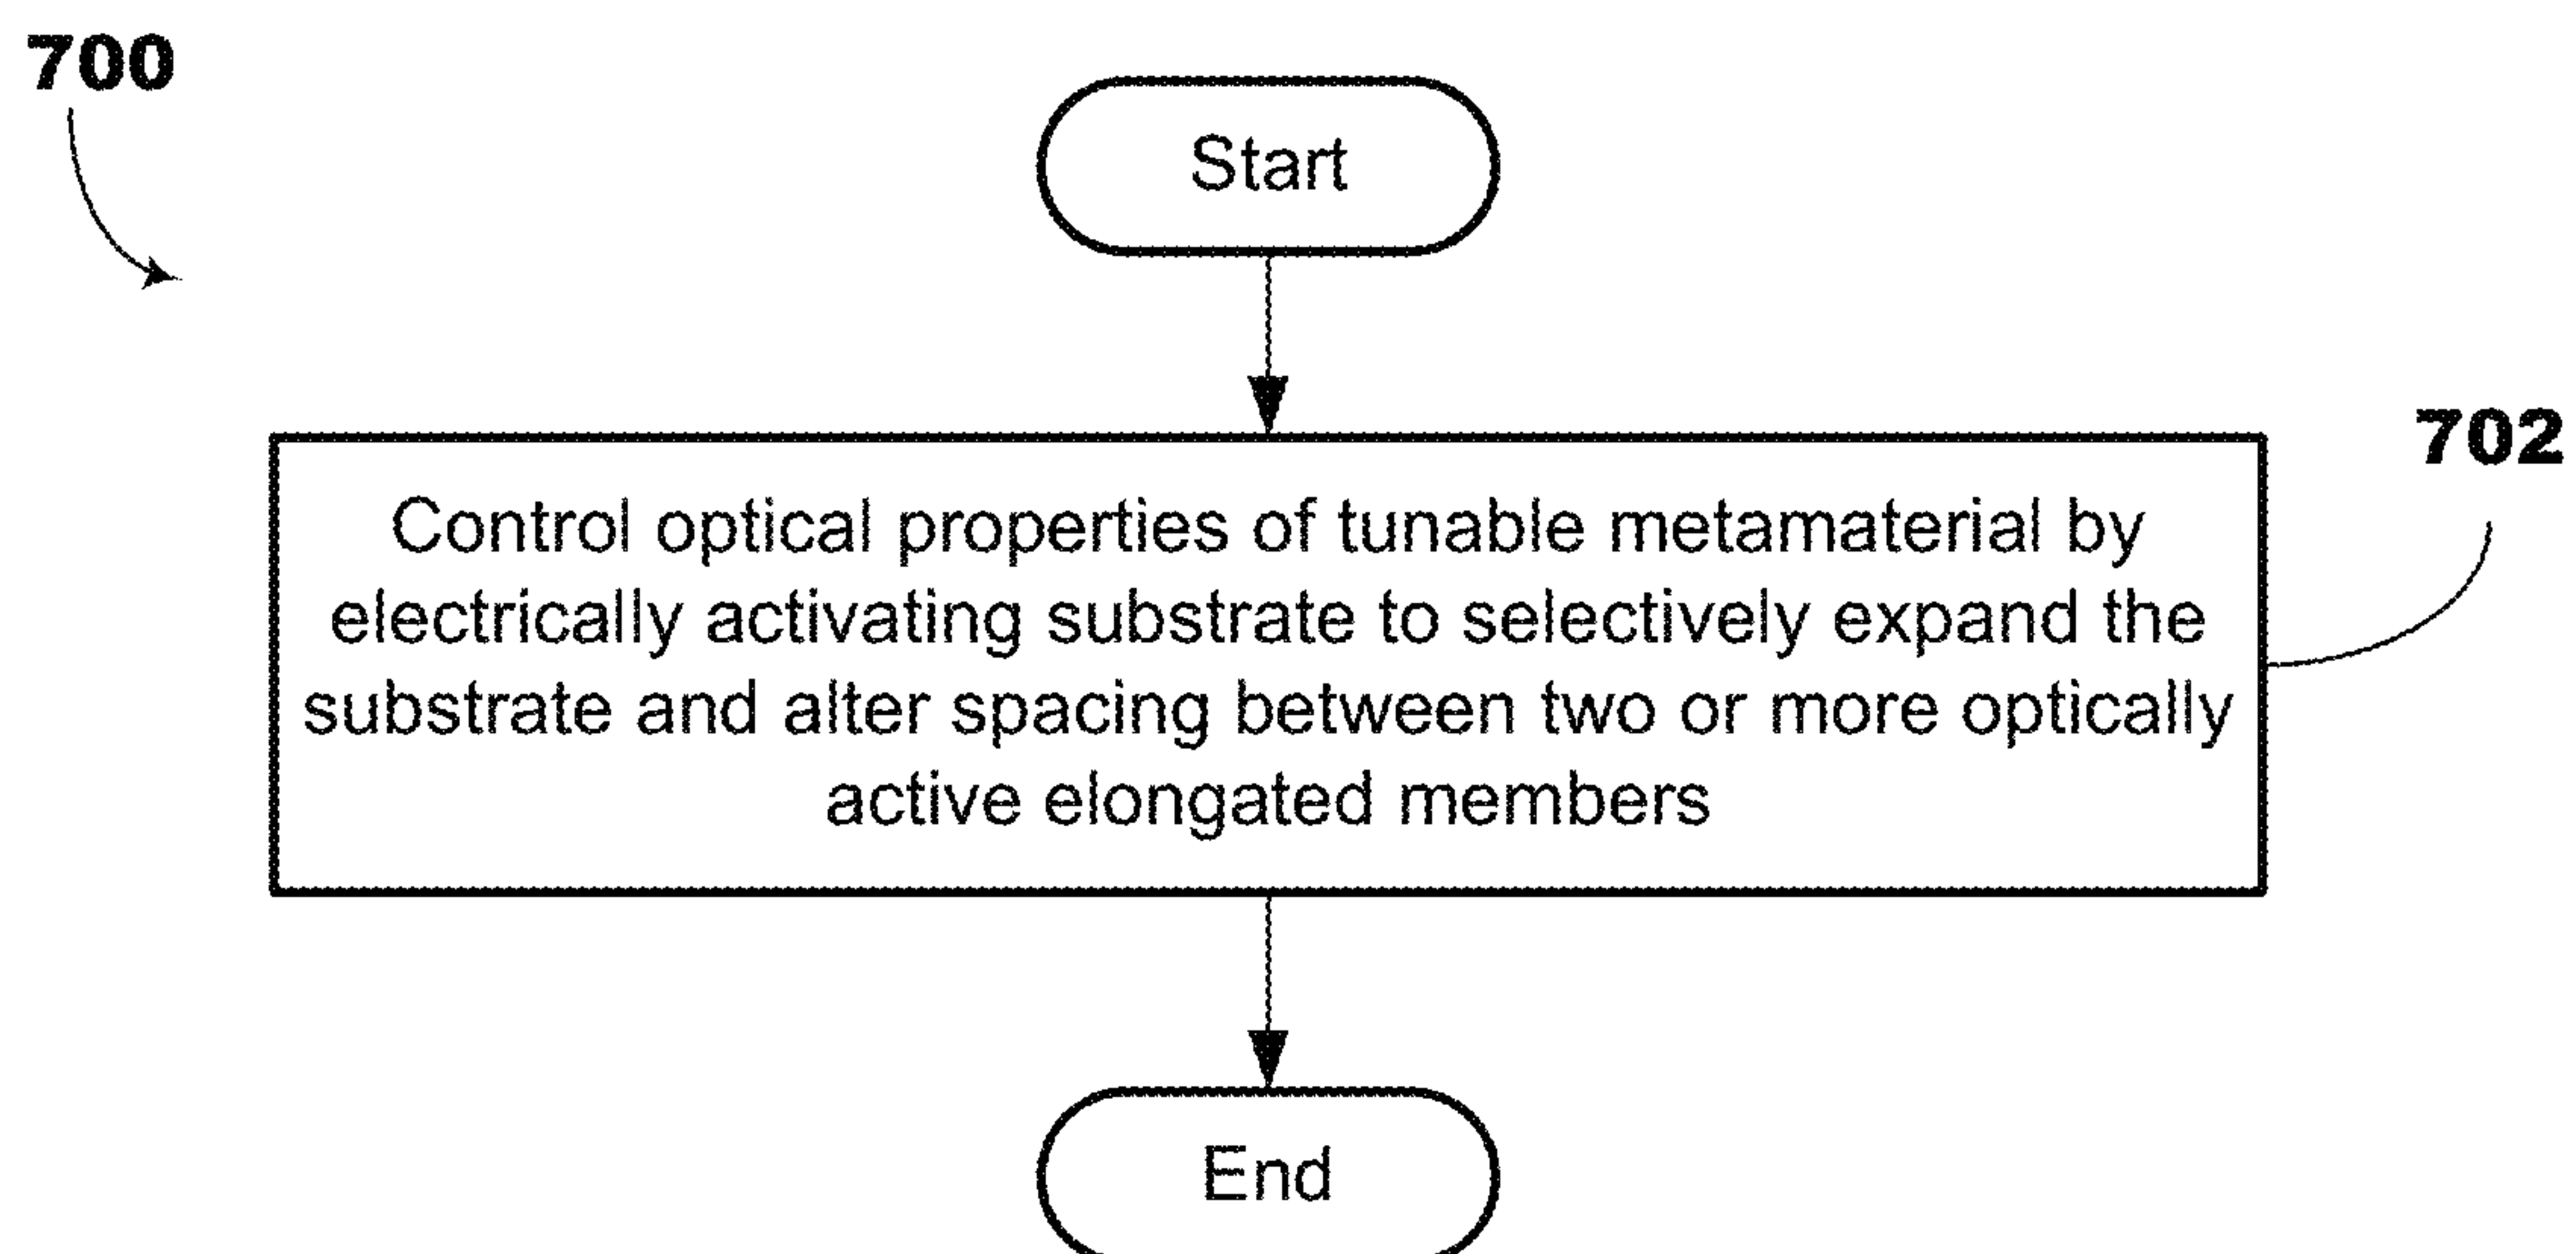 700
Start
702
Control optical properties of tunable metamaterial by
electrically activating substrate to selectively expand the
substrate and alter spacing between two or more optically
active elongated members
End